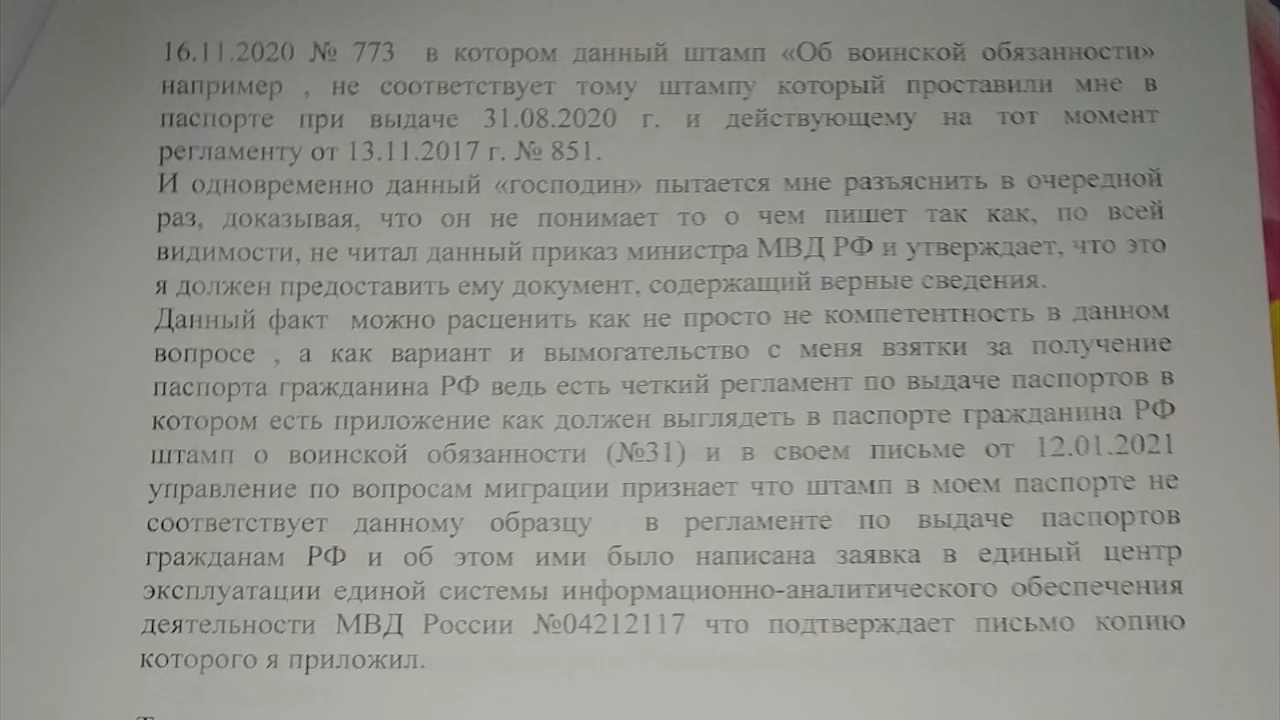 16.11.2020 № 773 в котором данный штамп «Об воинской обязанности»
например , не соответствует тому штампу который проставили мне в
паспорте при выдаче 31.08.2020 г. и действующему на тот момент
регламенту от 13.11.2017 г. № 851.
И одновременно данный «господин» пытается мне разъяснить в очередной
раз, доказывая, что он не понимает то о чем пишет так как, по всей
видимости, не читал данный приказ министра МВД РФ и утверждает, что это
я должен предоставить ему документ, содержащий верные сведения.
Данный факт можно расценить как не просто не компетентность в данном
вопросе , а как вариант и вымогательство с меня взятки за получение
паспорта гражданина РФ ведь есть четкий регламент по выдаче паспортов в
котором есть приложение как должен выглядеть в паспорте гражданина РФ
штамп о воинской обязанности (№31) и в своем письме от 12.01.2021
управление по вопросам миграции признает что штамп в моем паспорте не
соответствует данному образцу в регламенте по выдаче паспортов
гражданам РФ и об этом ими было написана заявка в единый центр
эксплуатации единой системы информационно-аналитического обеспечения
деятельности МВД России №04212117 что подтверждает письмо копию
которого я приложил.